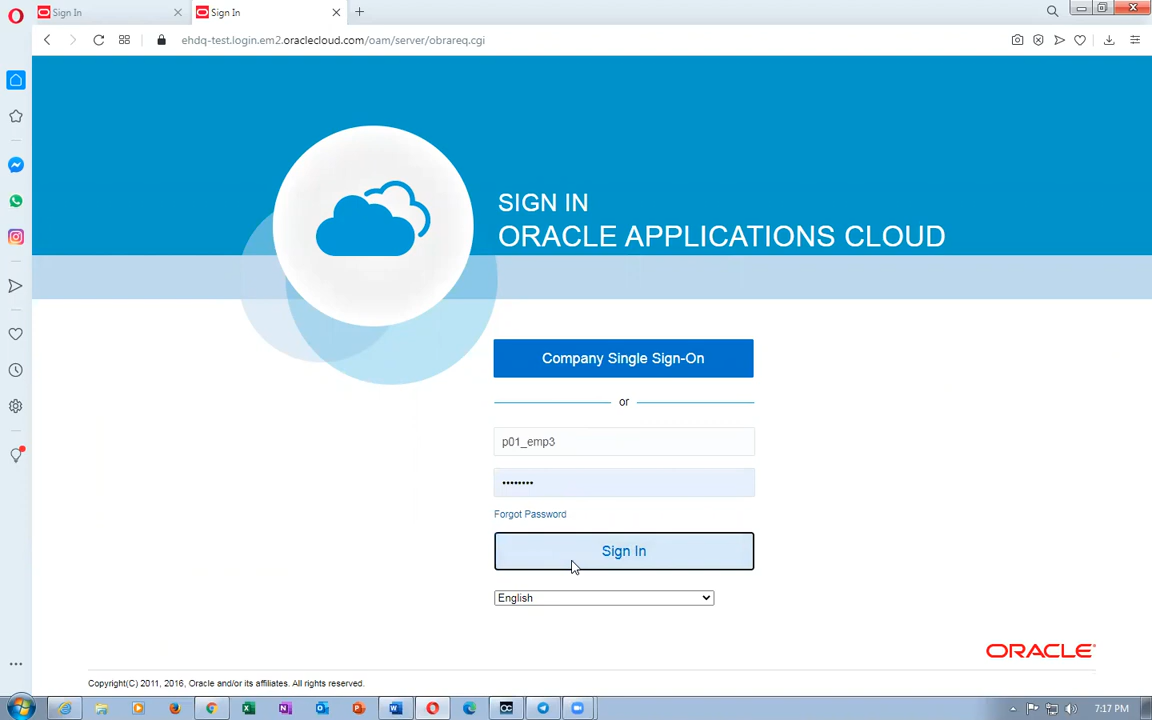 Sign In
Sign In
ehdq-test.login.em2.oraclecloud.com/oam/server/obrareq.cgi
SIGN IN
ORACLE APPLICATIONS CLOUD
Company Single Sign-On
or
p01_emp3
••••••••
Forgot Password
Sign In
English
ORACLE
Copyright(C) 2011, 2016, Oracle and/or its affiliates. All rights reserved.
7:17 PM